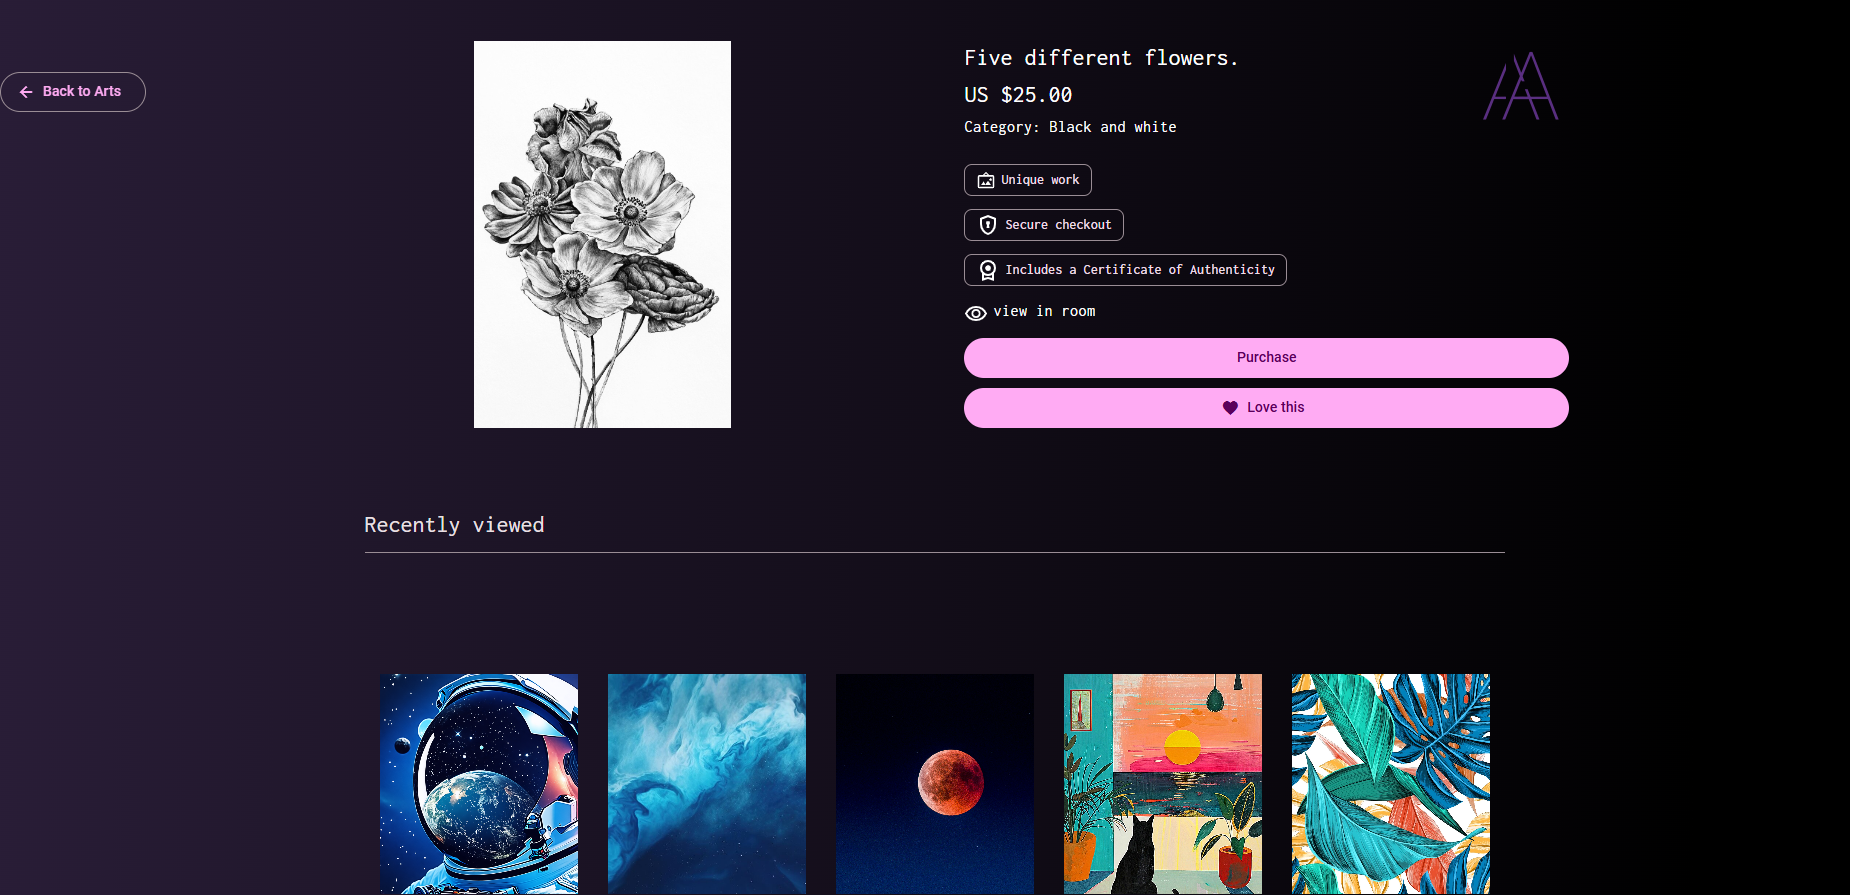 Back to Arts
Five different flowers.
US $25.00
Category: Black and white
Unique work
Secure checkout
Includes a Certificate of Authenticity
view in room
Purchase
Love this
Recently viewed